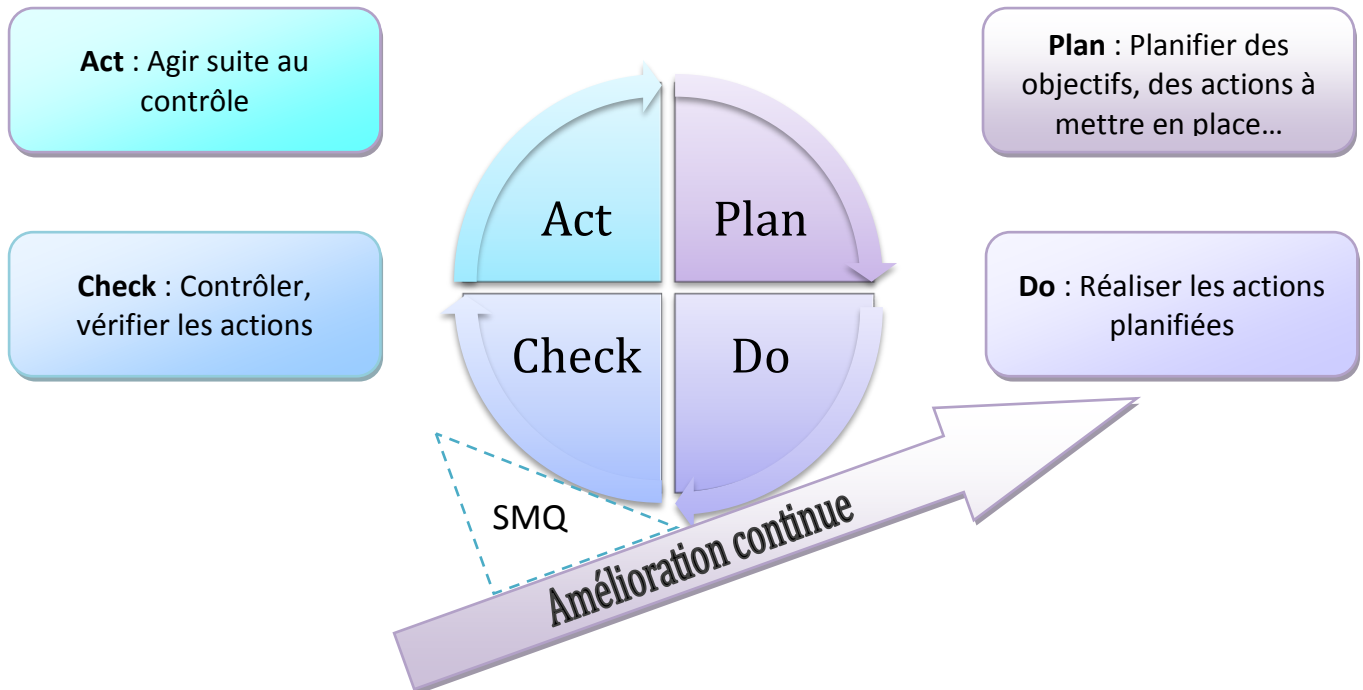 Act : Agir suite au
contrôle
Plan : Planifier des
objectifs, des actions à
mettre en place…
Check : Contrôler,
vérifier les actions
Do : Réaliser les actions
planifiées
Act
Plan
Check
Do
SMQ
Amélioration continue